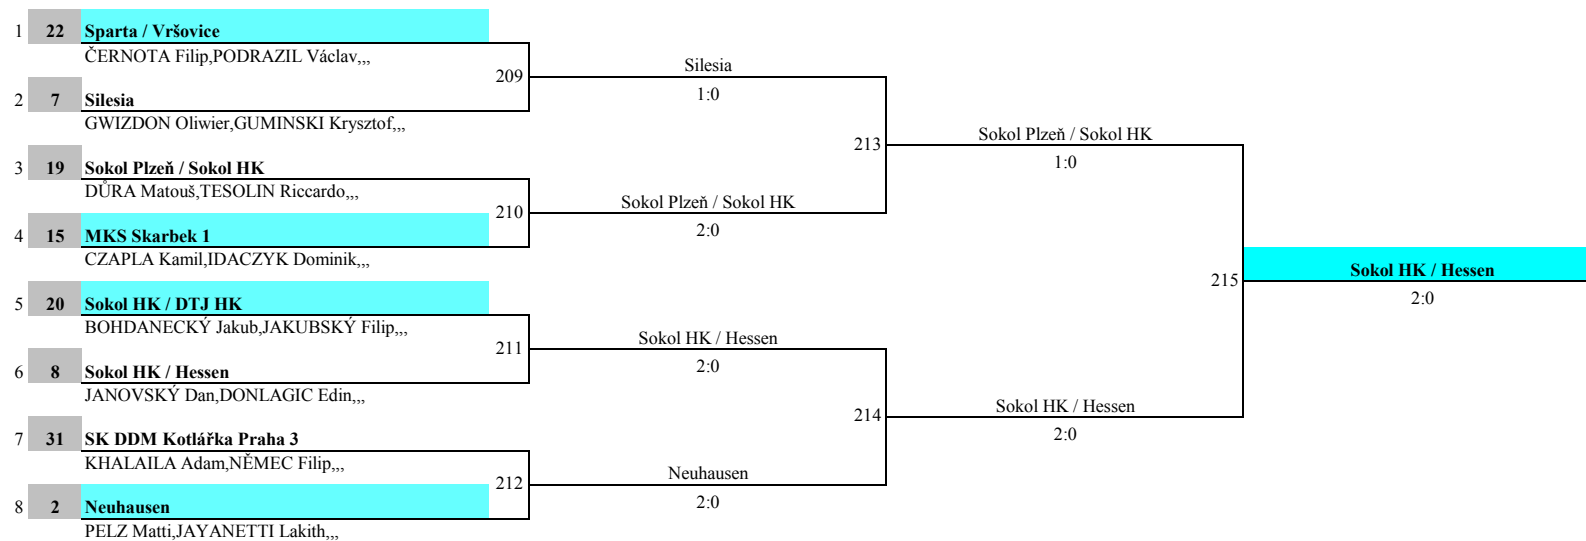 1 22 Sparta / Vršovice
ČERNOTA Filip,PODRAZIL Václav,,,
209
Silesia
1:0
2 7 Silesia
GWIZDON Oliwier,GUMINSKI Krysztof,,,
213
Sokol Plzeň / Sokol HK
1:0
3 19 Sokol Plzeň / Sokol HK
DŮRA Matouš,TESOLIN Riccardo,,,
210
Sokol Plzeň / Sokol HK
2:0
4 15 MKS Skarbek 1
CZAPLA Kamil,IDACZYK Dominik,,,
215
Sokol HK / Hessen
2:0
5 20 Sokol HK / DTJ HK
BOHDANECKÝ Jakub,JAKUBSKÝ Filip,,,
211
Sokol HK / Hessen
2:0
6 8 Sokol HK / Hessen
JANOVSKÝ Dan,DONLAGIC Edin,,,
214
Sokol HK / Hessen
2:0
7 31 SK DDM Kotlářka Praha 3
KHALAILA Adam,NĚMEC Filip,,,
212
Neuhausen
2:0
8 2 Neuhausen
PELZ Matti,JAYANETTI Lakith,,,